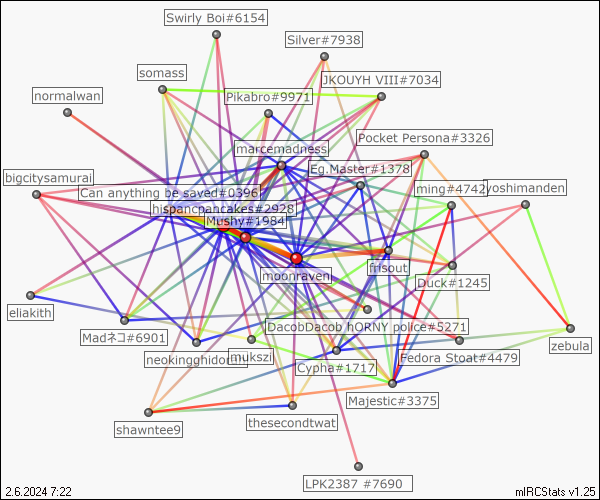 Swirly Boi#6154
Silver#7938
somass
JKOUYH VIII#7034
normalwan
Pikabro#9971
Pocket Persona#3326
marcemadness
Eg.Master#1378
bigcitysamurai
Can anything be saved#0396
ming#4742
yoshimanden
hispancpancakes#2928
Mushy#1984
moonraven
frisout
Duck#1245
eliakith
DacobDacob hORNY police#5271
Madネコ#6901
neokingghidorah
mukszi
Cypha#1717
Fedora Stoat#4479
zebula
Majestic#3375
shawntee9
thesecondtwat
LPK2387 #7690
2.6.2024 7:22
mIRCStats v1.25